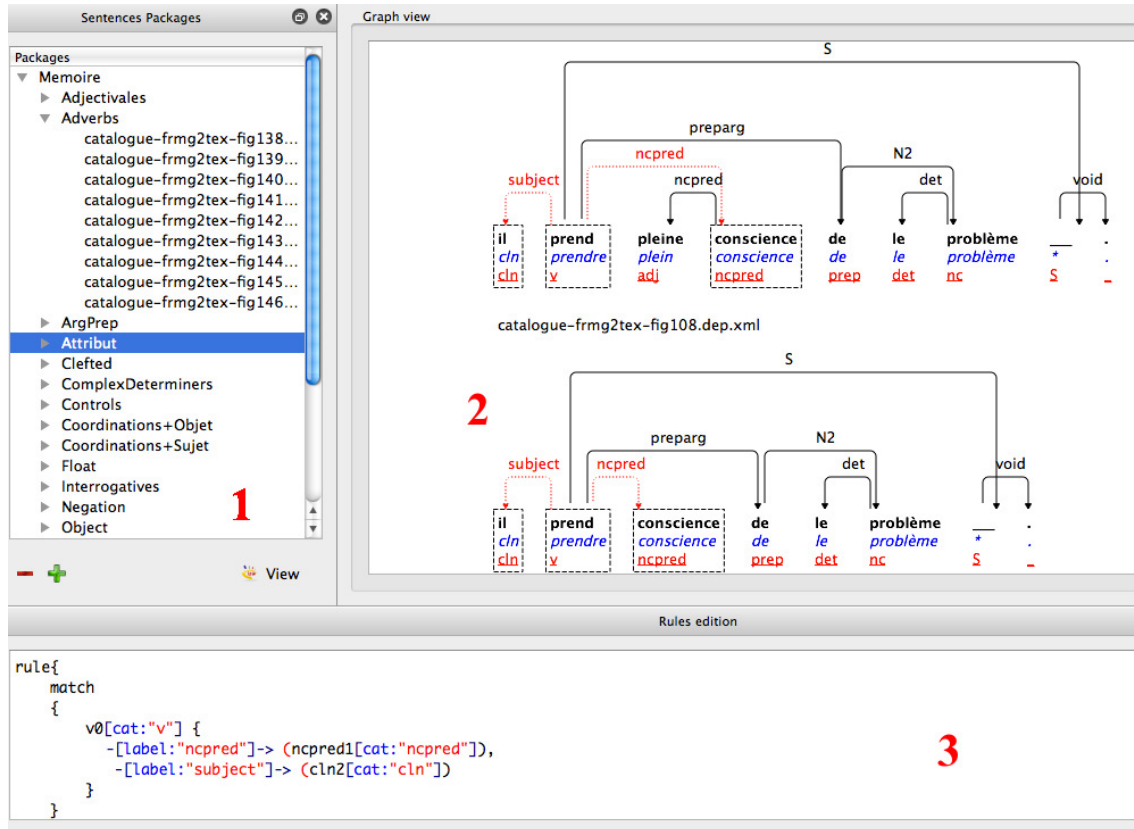 Sentences Packages
Packages
Memoire
Adjectivales
Adverbs
catalogue-frmg2tex-fig138...
catalogue-frmg2tex-fig139...
catalogue-frmg2tex-fig140...
catalogue-frmg2tex-fig141...
catalogue-frmg2tex-fig142...
catalogue-frmg2tex-fig143...
catalogue-frmg2tex-fig144...
catalogue-frmg2tex-fig145...
catalogue-frmg2tex-fig146...
ArgPrep
Attribut
Clefted
ComplexDeterminers
Controls
Coordinations+Objet
Coordinations+Sujet
Float
Interrogatives
Negation
Object
1
View
Graph view
S
preparg
ncpred N2
subject ncpred det void
il prend pleine conscience de le problème __ .
cln prendre plein conscience de le problème * .
cln v adj ncpred prep det nc S _
catalogue-frmg2tex-fig108.dep.xml
S
2
preparg N2
subject ncpred det void
il prend conscience de le problème __ .
cln prendre conscience de le problème * .
cln v ncpred prep det nc S _
Rules edition
rule{
match
{
v0[cat:"v"] {
-[label:"ncpred"]-> (ncpred1[cat:"ncpred"]),
-[label:"subject"]-> (cln2[cat:"cln"])
}
}
3